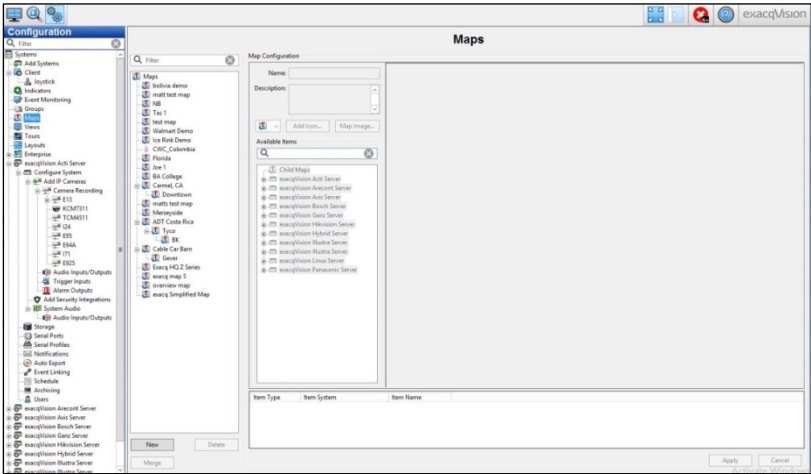 exacqVision
Configuration
Filter
Systems
Add Systems
Client
Joystick
Indicators
Event Monitoring
Groups
Maps
Views
Tours
Layouts
Enterprise
exacqVision Acti Server
Configure System
Add IP Cameras
Camera Recording
E13
KCM7311
TCM4511
I24
E95
E64A
I71
E825
Audio Inputs/Outputs
Trigger Inputs
Alarm Outputs
Add Security Integrations
System Audio
Audio Inputs/Outputs
Storage
Serial Ports
Serial Profiles
Notifications
Auto Export
Event Linking
Schedule
Archiving
Users
exacqVision Arecont Server
exacqVision Axis Server
exacqVision Bosch Server
exacqVision Ganz Server
exacqVision Hikvision Server
exacqVision Hybrid Server
exacqVision Illustra Server
exacqVision Illustra Server
Maps
Filter
Maps
bolivia demo
matt test map
NB
Tas 1
test map
Walmart Demo
Ice Rink Demo
CWC_Colombia
Florida
Joe 1
BA College
Carmel, CA
Downtown
matts test map
Merseyside
ADT Costa Rica
Tyco
BK
Cable Car Barn
Gever
Exacq HQ Z Series
exacq map 5
overview map
exacq Simplified Map
New
Delete
Merge
Map Configuration
Name:
Description:
Add Icon...
Map Image...
Available Items
Child Maps
exacqVision Acti Server
exacqVision Arecont Server
exacqVision Axis Server
exacqVision Bosch Server
exacqVision Ganz Server
exacqVision Hikvision Server
exacqVision Hybrid Server
exacqVision Illustra Server
exacqVision Illustra Server
exacqVision Linux Server
exacqVision Panasonic Server
Item Type
Item System
Item Name
Apply
Cancel
Activate Windows